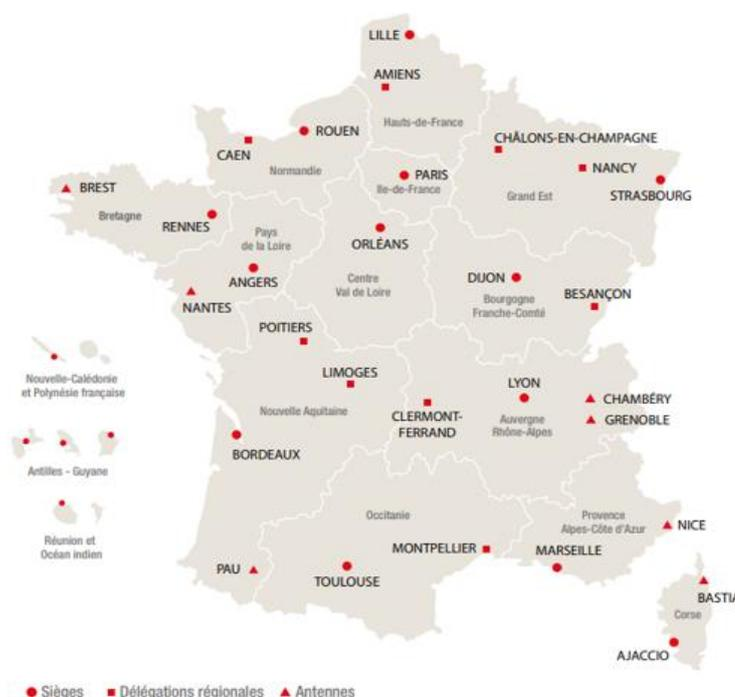 LILLE
AMIENS
Hauts-de-France
ROUEN
CAEN
Normandie
CHÂLONS-EN-CHAMPAGNE
NANCY
STRASBOURG
Grand Est
PARIS
Ile-de-France
BREST
Bretagne
RENNES
Pays
de la Loire
ANGERS
NANTES
ORLÉANS
Centre
Val de Loire
DIJON
Bourgogne
Franche-Comté
BESANÇON
POITIERS
LIMOGES
Nouvelle Aquitaine
BORDEAUX
PAU
CLERMONT-
FERRAND
LYON
Auvergne
Rhône-Alpes
CHAMBÉRY
GRENOBLE
Nouvelle-Calédonie
et Polynésie française
Antilles - Guyane
Réunion et
Océan indien
Occitanie
MONTPELLIER
TOULOUSE
Provence
Alpes-Côte d'Azur
NICE
MARSEILLE
BASTIA
Corse
AJACCIO
Sièges
Délégations régionales
Antennes